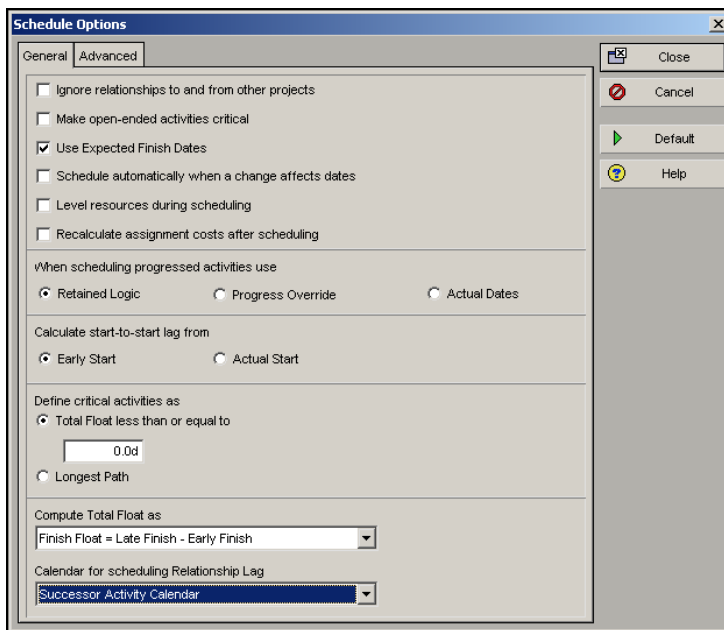 Schedule Options
General Advanced
Close
Cancel
Default
Help
Ignore relationships to and from other projects
Make open-ended activities critical
Use Expected Finish Dates
Schedule automatically when a change affects dates
Level resources during scheduling
Recalculate assignment costs after scheduling
When scheduling progressed activities use
Retained Logic Progress Override Actual Dates
Calculate start-to-start lag from
Early Start Actual Start
Define critical activities as
Total Float less than or equal to
0.0d
Longest Path
Compute Total Float as
Finish Float = Late Finish - Early Finish
Calendar for scheduling Relationship Lag
Successor Activity Calendar